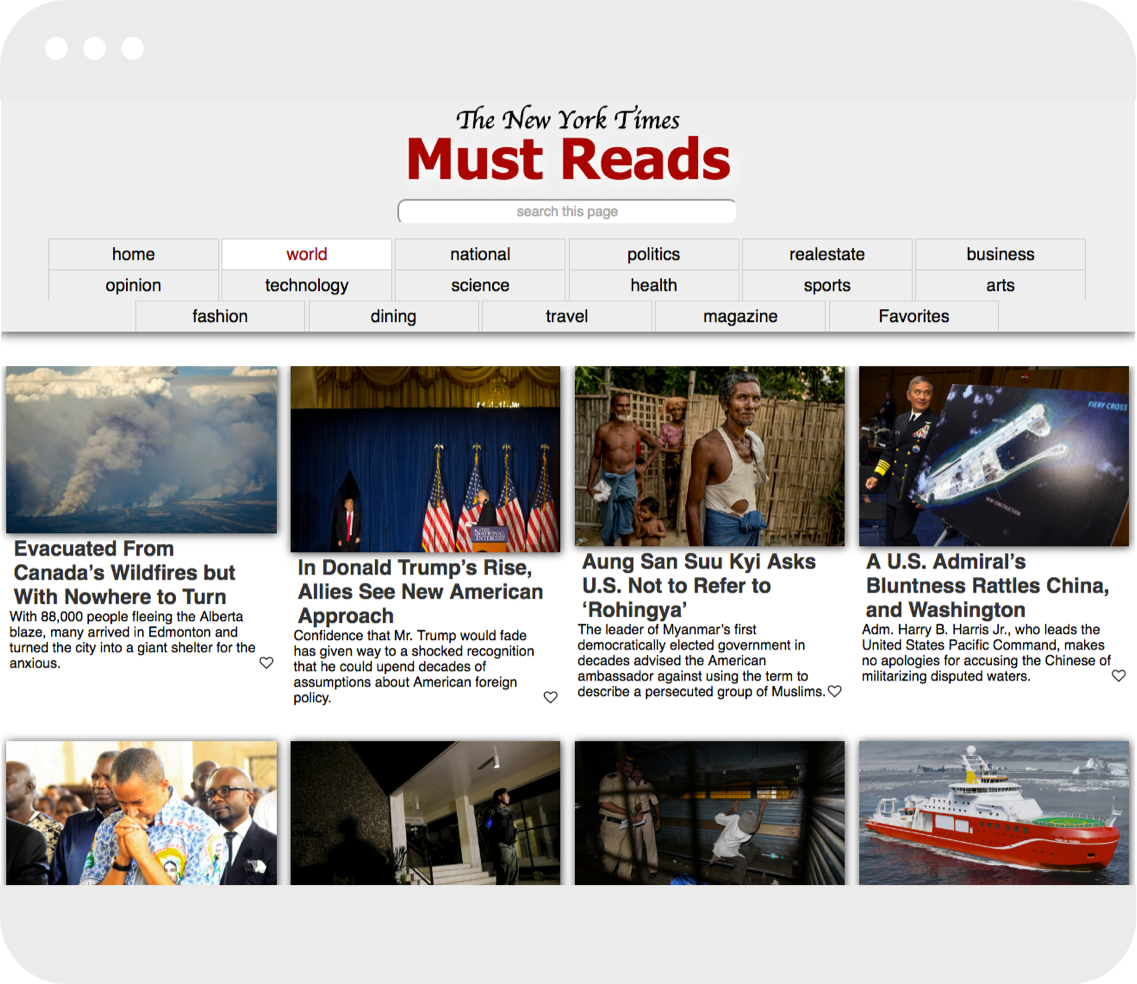 The New York Times
Must Reads
search this page
home world national politics realestate business
opinion technology science health sports arts
fashion dining travel magazine Favorites
FIERY CROSS
NEW CONSTRUCTION
THE
NATIONAL
INTEREST
Evacuated From
Canada’s Wildfires but
With Nowhere to Turn
With 88,000 people fleeing the Alberta
blaze, many arrived in Edmonton and
turned the city into a giant shelter for the
anxious.
In Donald Trump’s Rise,
Allies See New American
Approach
Confidence that Mr. Trump would fade
has given way to a shocked recognition
that he could upend decades of
assumptions about American foreign
policy.
Aung San Suu Kyi Asks
U.S. Not to Refer to
‘Rohingya’
The leader of Myanmar’s first
democratically elected government in
decades advised the American
ambassador against using the term to
describe a persecuted group of Muslims.
A U.S. Admiral’s
Bluntness Rattles China,
and Washington
Adm. Harry B. Harris Jr., who leads the
United States Pacific Command, makes
no apologies for accusing the Chinese of
militarizing disputed waters.